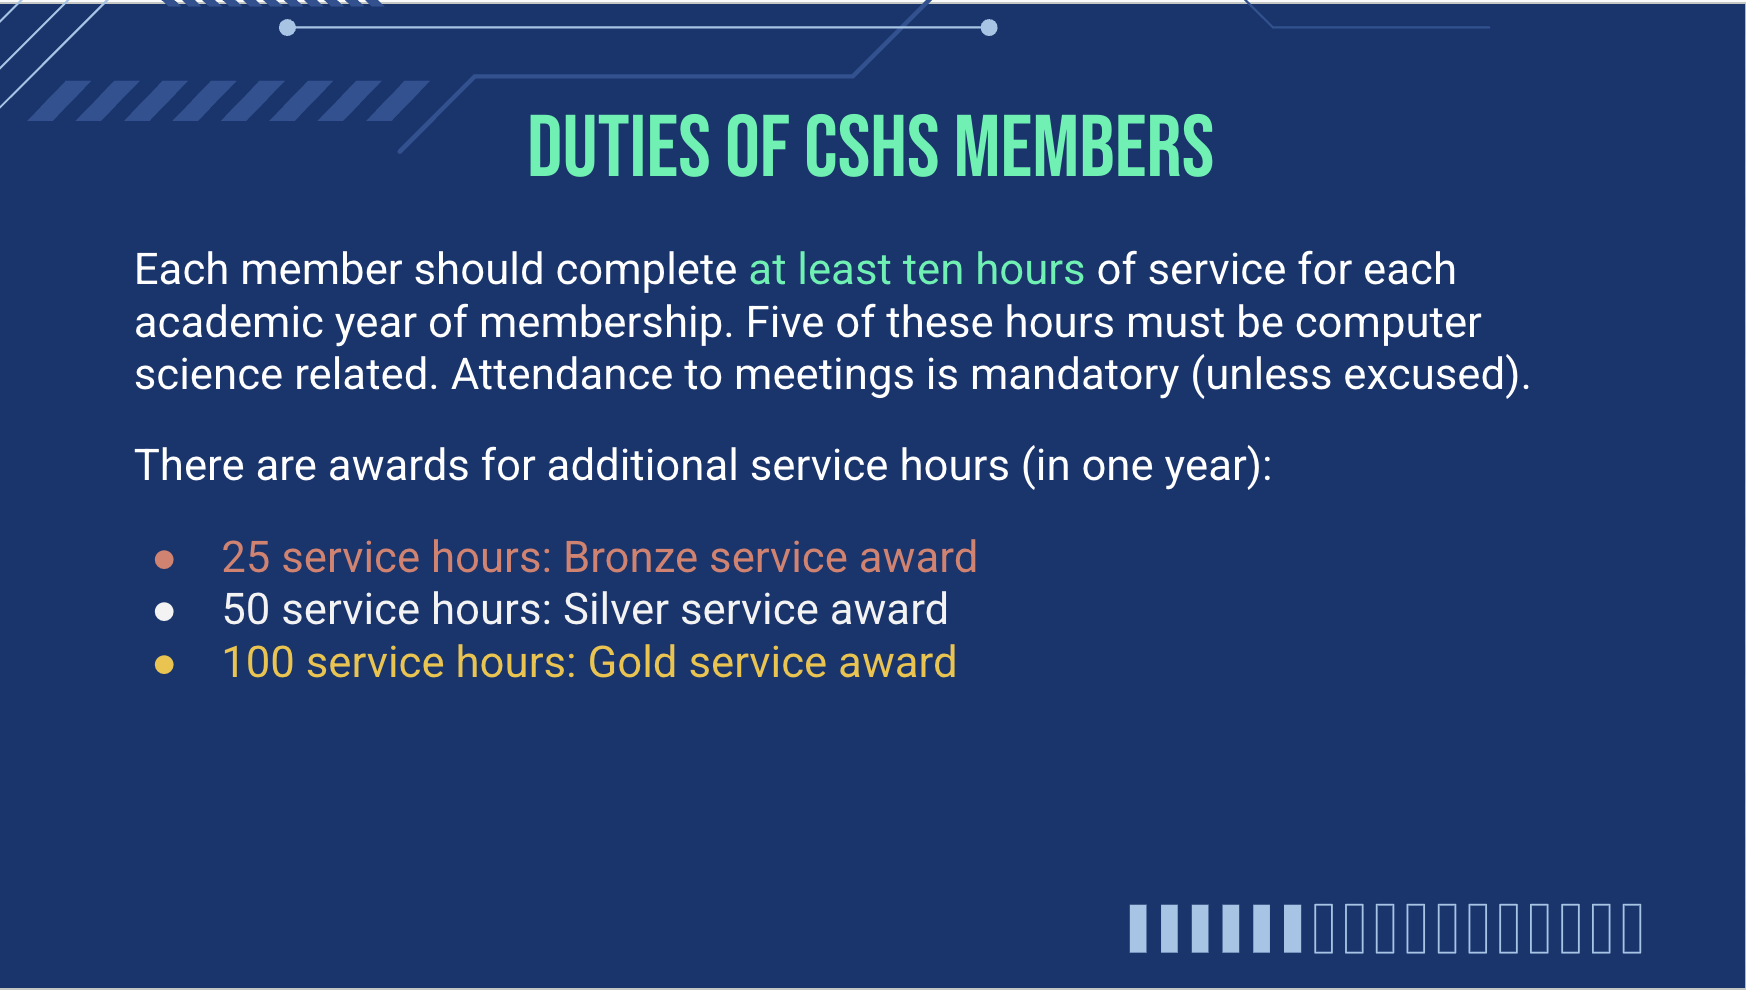 DUTIES OF CSHS MEMBERS
Each member should complete at least ten hours of service for each
academic year of membership. Five of these hours must be computer
science related. Attendance to meetings is mandatory (unless excused).
There are awards for additional service hours (in one year):
● 25 service hours: Bronze service award
● 50 service hours: Silver service award
● 100 service hours: Gold service award